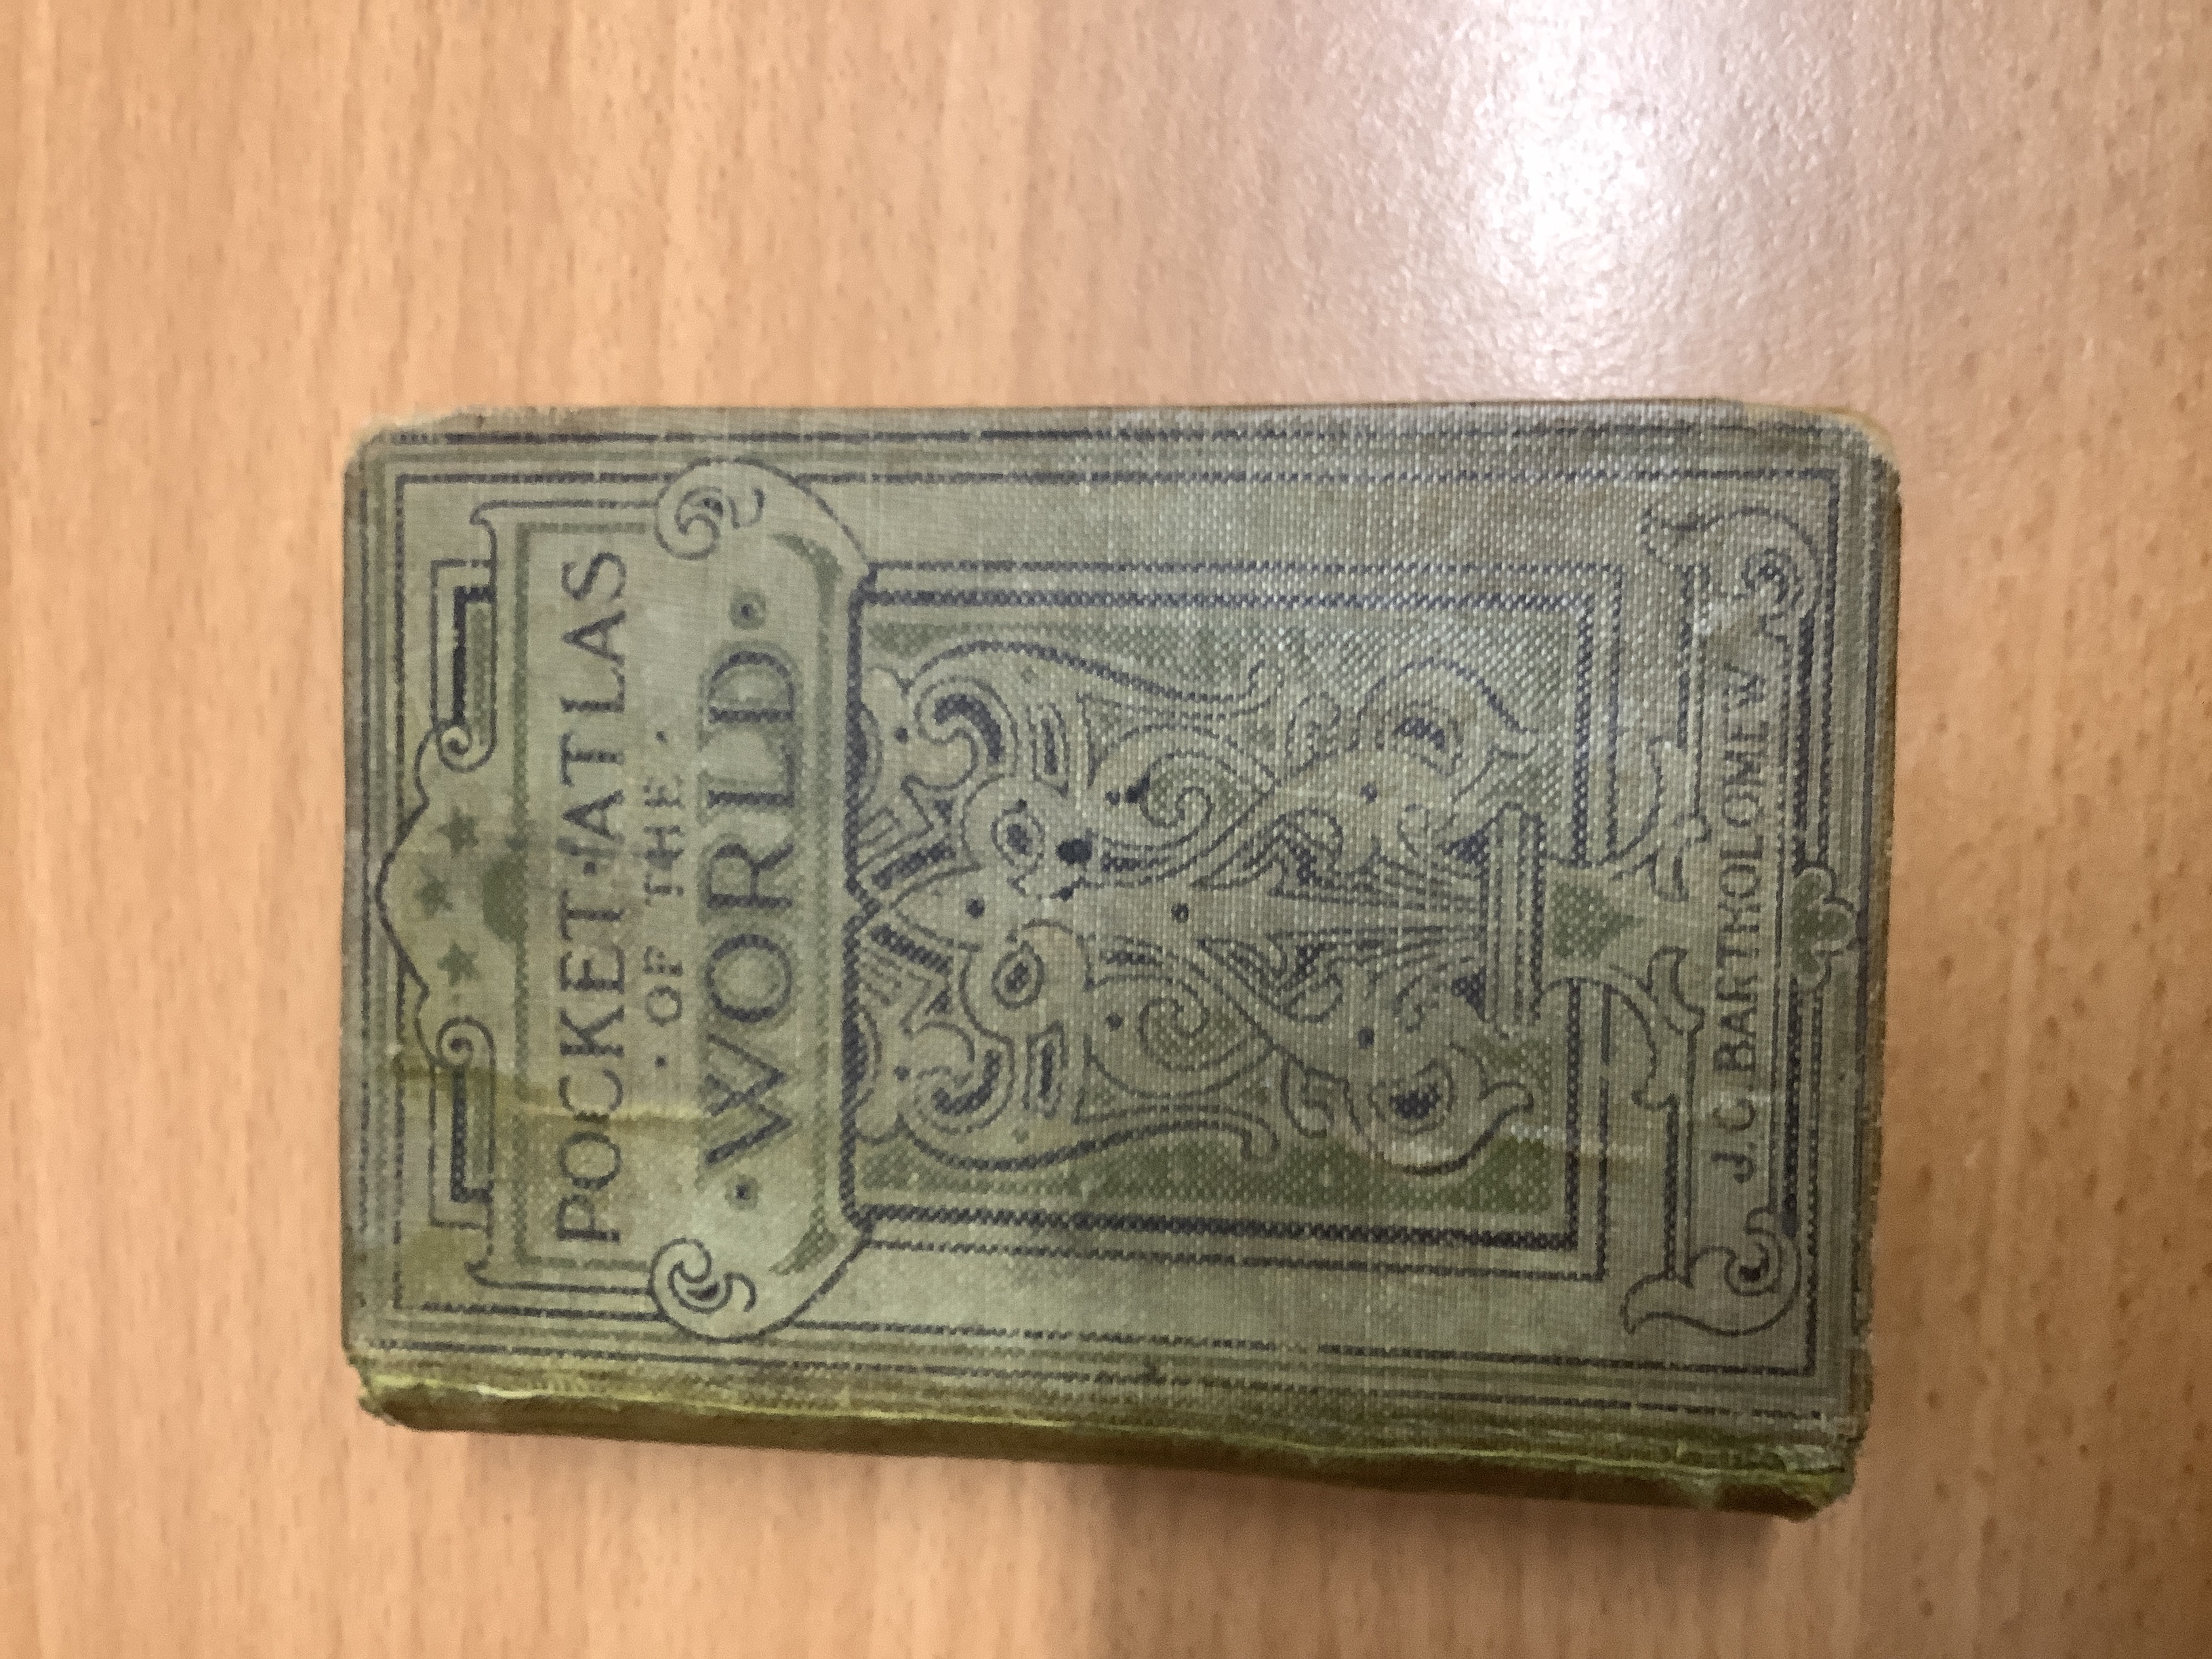 POCKET ATLAS
· OF THE ·
· WORLD ·
J. G. BARTHOLOMEW